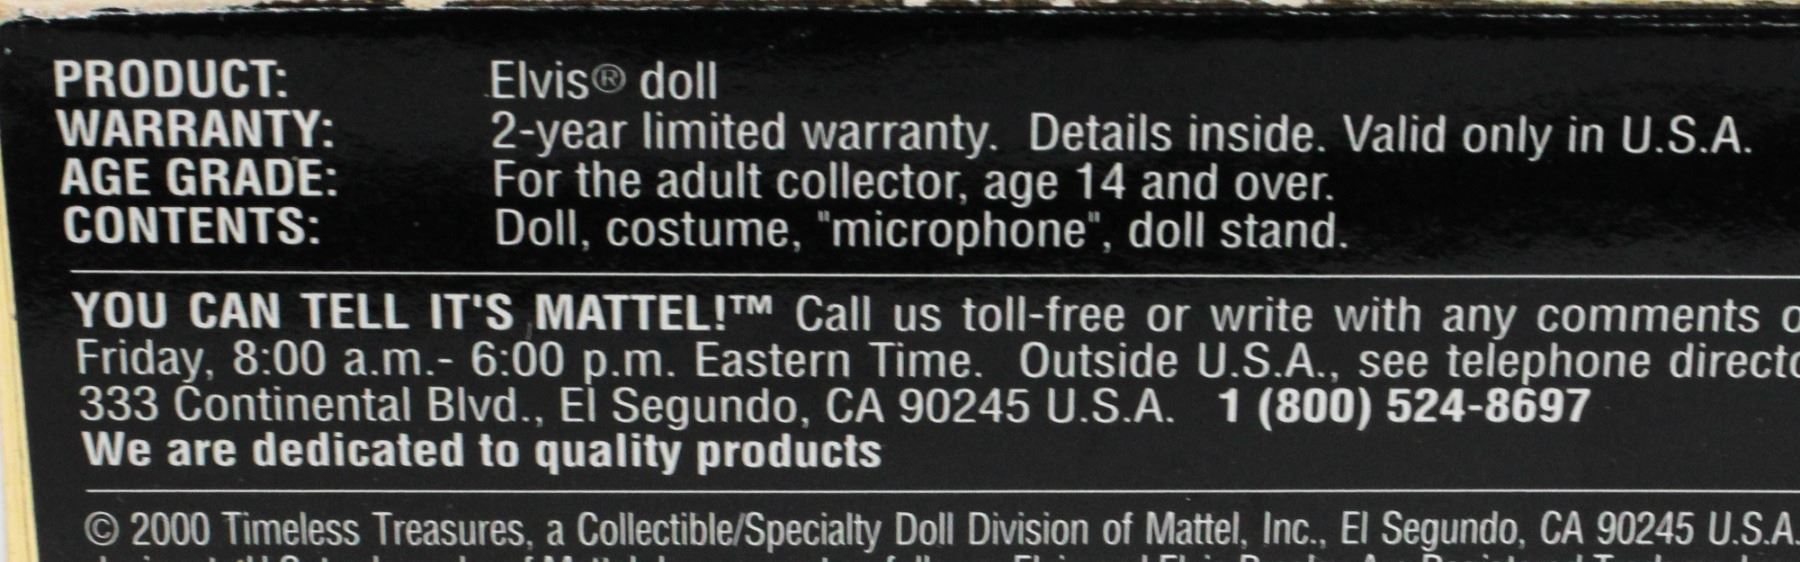 PRODUCT: Elvis® doll
WARRANTY: 2-year limited warranty. Details inside. Valid only in U.S.A.
AGE GRADE: For the adult collector, age 14 and over.
CONTENTS: Doll, costume, "microphone", doll stand.
YOU CAN TELL IT'S MATTEL!™ Call us toll-free or write with any comments
Friday, 8:00 a.m.- 6:00 p.m. Eastern Time. Outside U.S.A., see telephone
333 Continental Blvd., El Segundo, CA 90245 U.S.A. 1 (800) 524-8697
We are dedicated to quality products
© 2000 Timeless Treasures, a Collectible/Specialty Doll Division of Mattel, Inc., El Segundo, CA 90245 U.S.A.